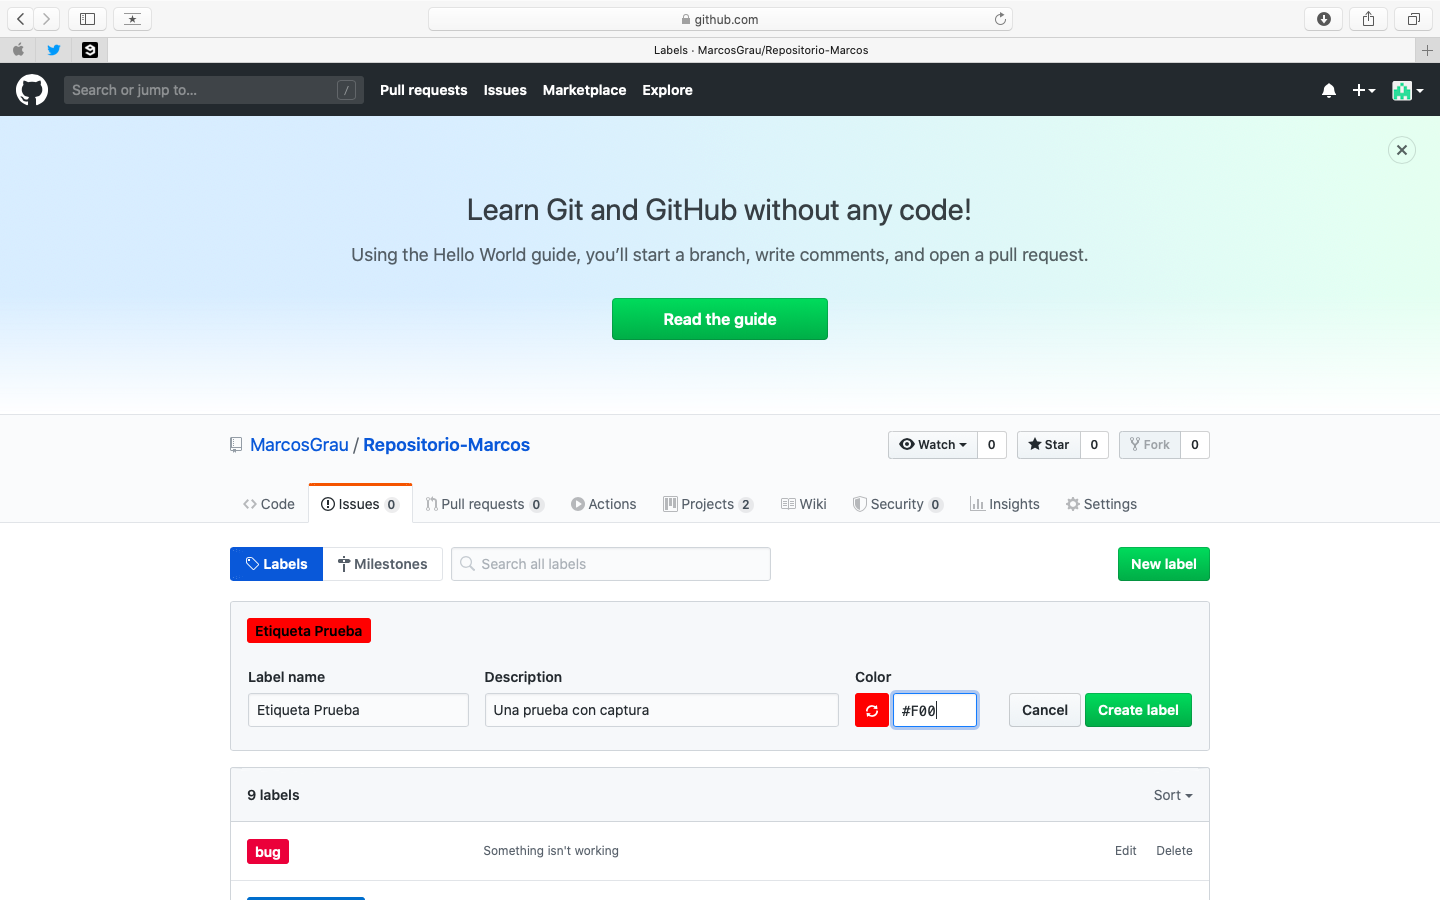 github.com
Labels · MarcosGrau/Repositorio-Marcos
Search or jump to... / Pull requests Issues Marketplace Explore
Learn Git and GitHub without any code!
Using the Hello World guide, you’ll start a branch, write comments, and open a pull request.
Read the guide
MarcosGrau / Repositorio-Marcos Watch 0 Star 0 Fork 0
Code Issues 0 Pull requests 0 Actions Projects 2 Wiki Security 0 Insights Settings
Labels Milestones Search all labels New label
Etiqueta Prueba
Label name Description Color
Etiqueta Prueba Una prueba con captura #F00 Cancel Create label
9 labels Sort
bug Something isn't working Edit Delete